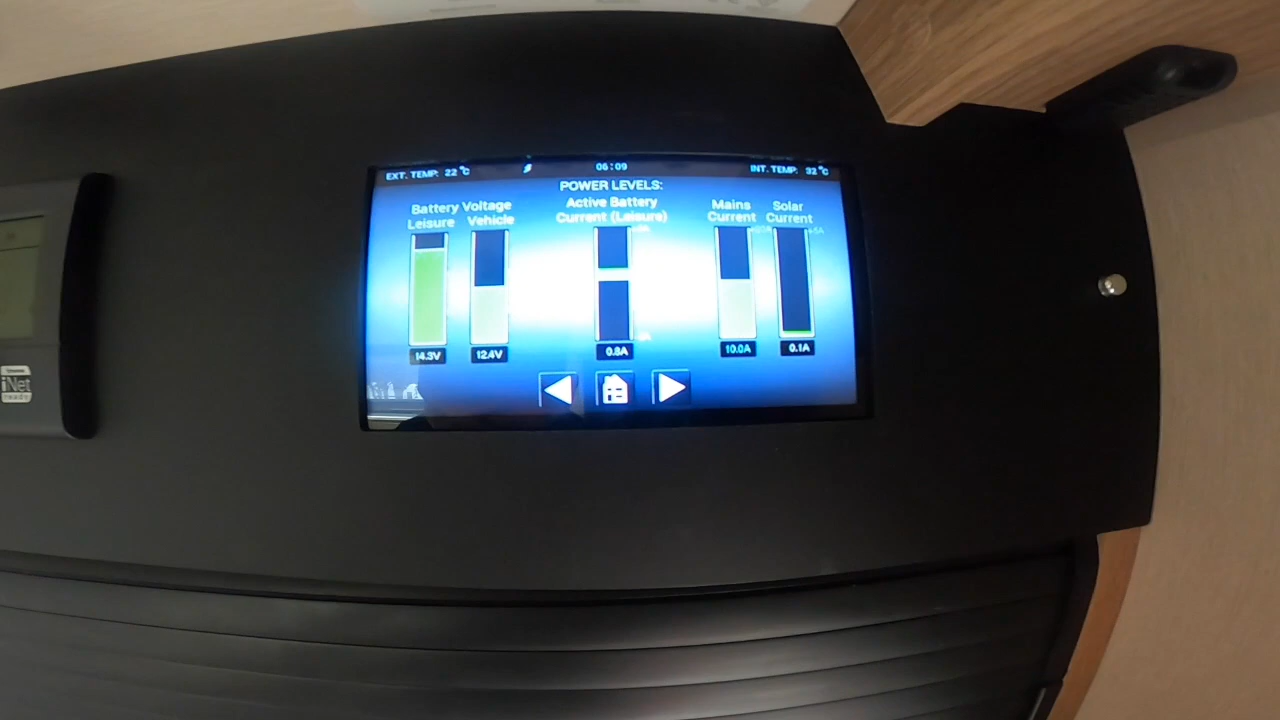 EXT. TEMP: 22 °C
06:09
INT. TEMP: 32 °C
POWER LEVELS:
Battery Voltage
Leisure Vehicle
Active Battery
Current (Leisure)
Mains
Current
Solar
Current
+5A
14.3V
12.4V
0.8A
10.0A
0.1A
iNet
ready